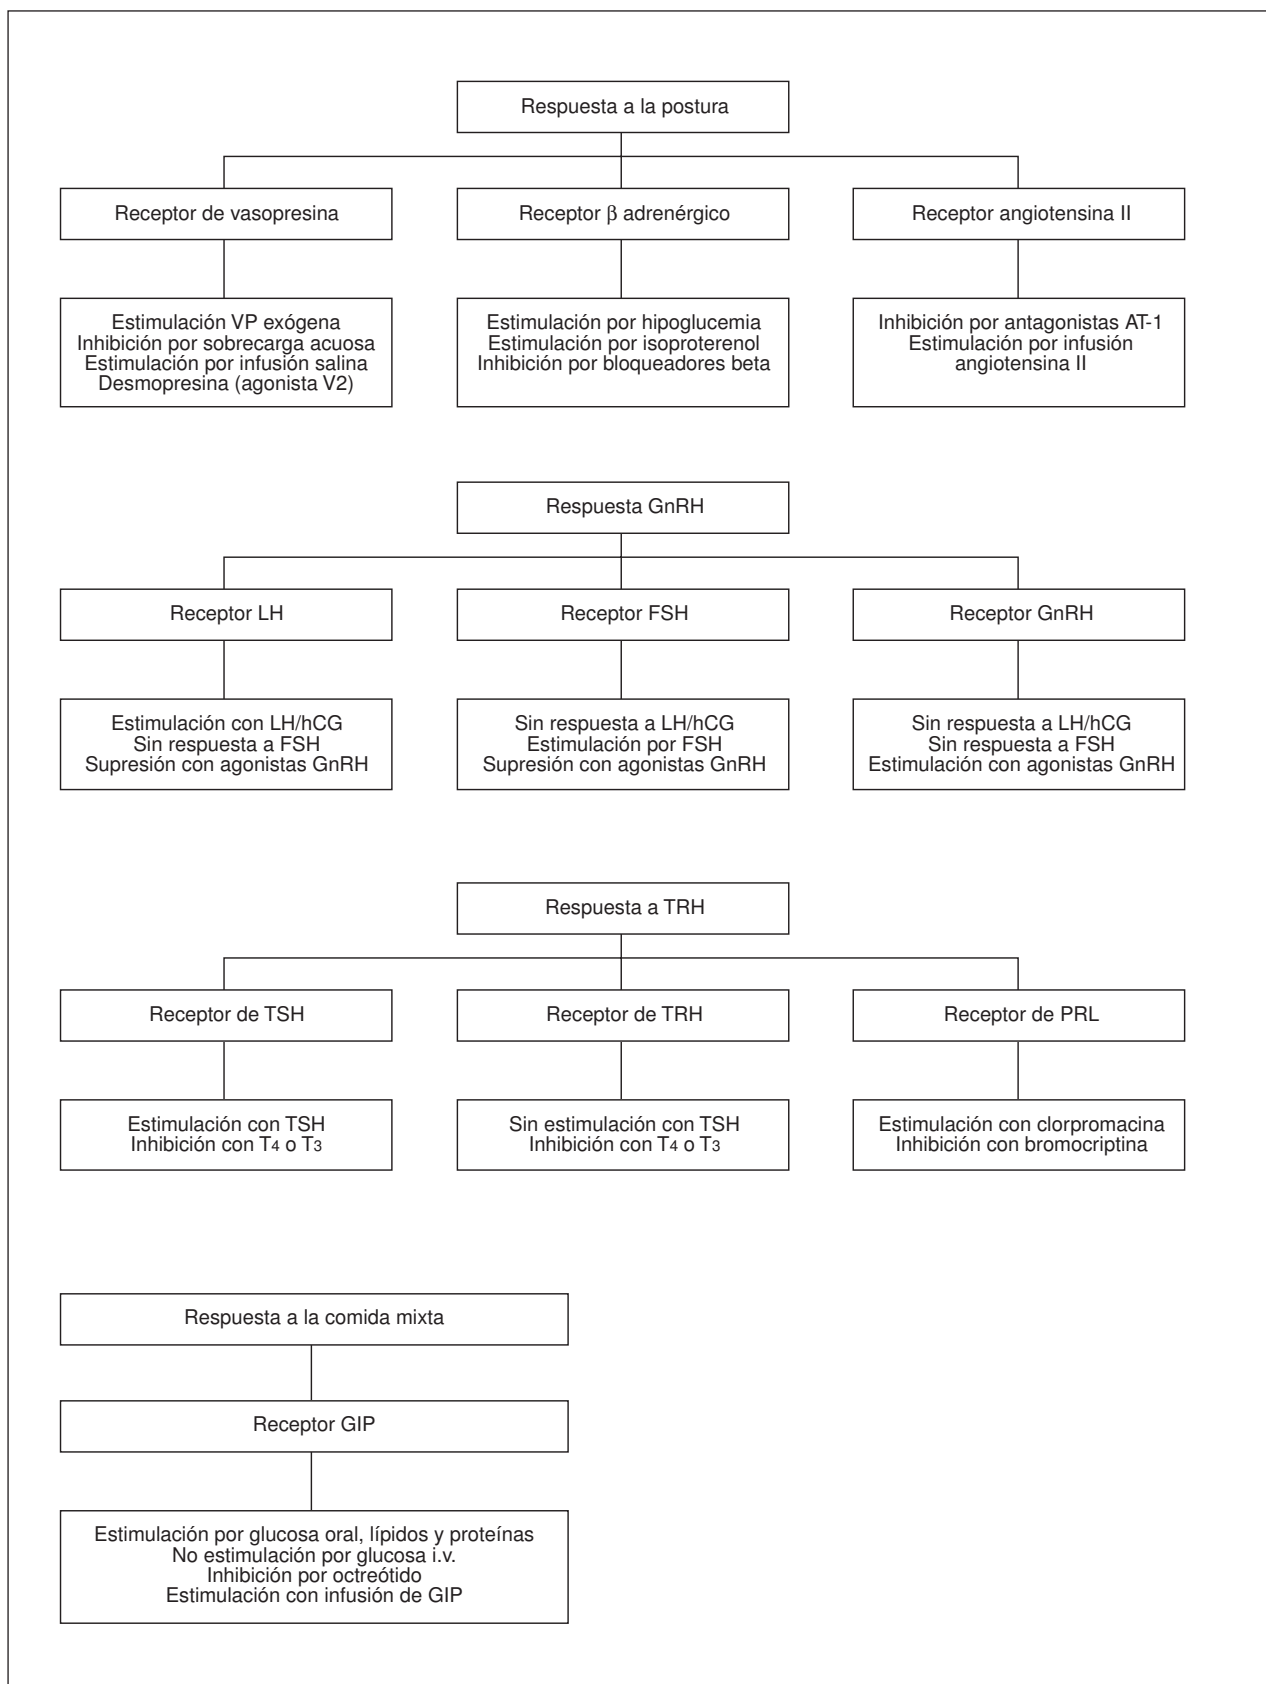 Respuesta a la postura
Receptor de vasopresina
Receptor β adrenérgico
Receptor angiotensina II
Estimulación VP exógena
Inhibición por sobrecarga acuosa
Estimulación por infusión salina
Desmopresina (agonista V2)
Estimulación por hipoglucemia
Estimulación por isoproterenol
Inhibición por bloqueadores beta
Inhibición por antagonistas AT-1
Estimulación por infusión
angiotensina II
Respuesta GnRH
Receptor LH
Receptor FSH
Receptor GnRH
Estimulación con LH/hCG
Sin respuesta a FSH
Supresión con agonistas GnRH
Sin respuesta a LH/hCG
Estimulación por FSH
Supresión con agonistas GnRH
Sin respuesta a LH/hCG
Sin respuesta a FSH
Estimulación con agonistas GnRH
Respuesta a TRH
Receptor de TSH
Receptor de TRH
Receptor de PRL
Estimulación con TSH
Inhibición con T4 o T3
Sin estimulación con TSH
Inhibición con T4 o T3
Estimulación con clorpromacina
Inhibición con bromocriptina
Respuesta a la comida mixta
Receptor GIP
Estimulación por glucosa oral, lípidos y proteínas
No estimulación por glucosa i.v.
Inhibición por octreótido
Estimulación con infusión de GIP